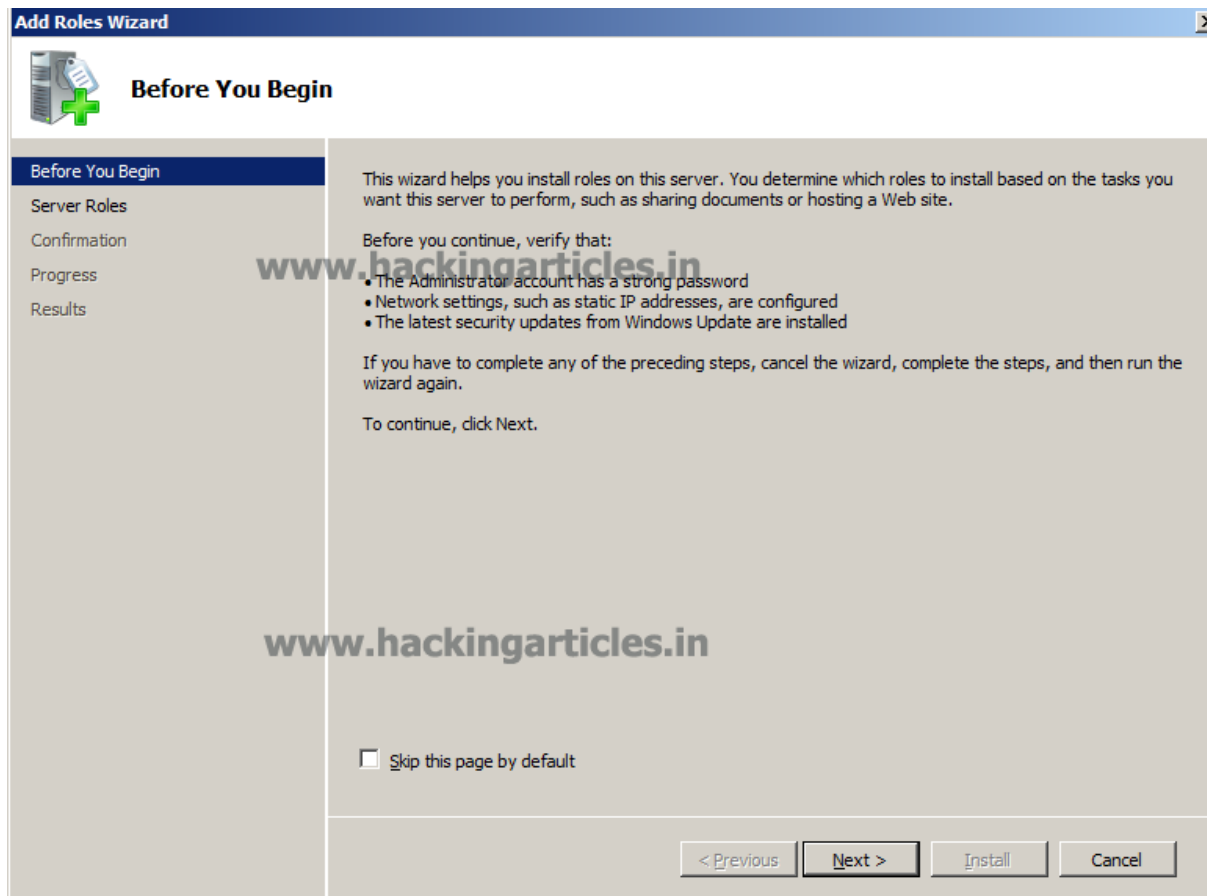 Add Roles Wizard
Before You Begin
Before You Begin
Server Roles
Confirmation
Progress
Results
This wizard helps you install roles on this server. You determine which roles to install based on the tasks you
want this server to perform, such as sharing documents or hosting a Web site.
Before you continue, verify that:
www.hackingarticles.in
• The Administrator account has a strong password
• Network settings, such as static IP addresses, are configured
• The latest security updates from Windows Update are installed
If you have to complete any of the preceding steps, cancel the wizard, complete the steps, and then run the
wizard again.
To continue, click Next.
www.hackingarticles.in
Skip this page by default
< Previous
Next >
Install
Cancel